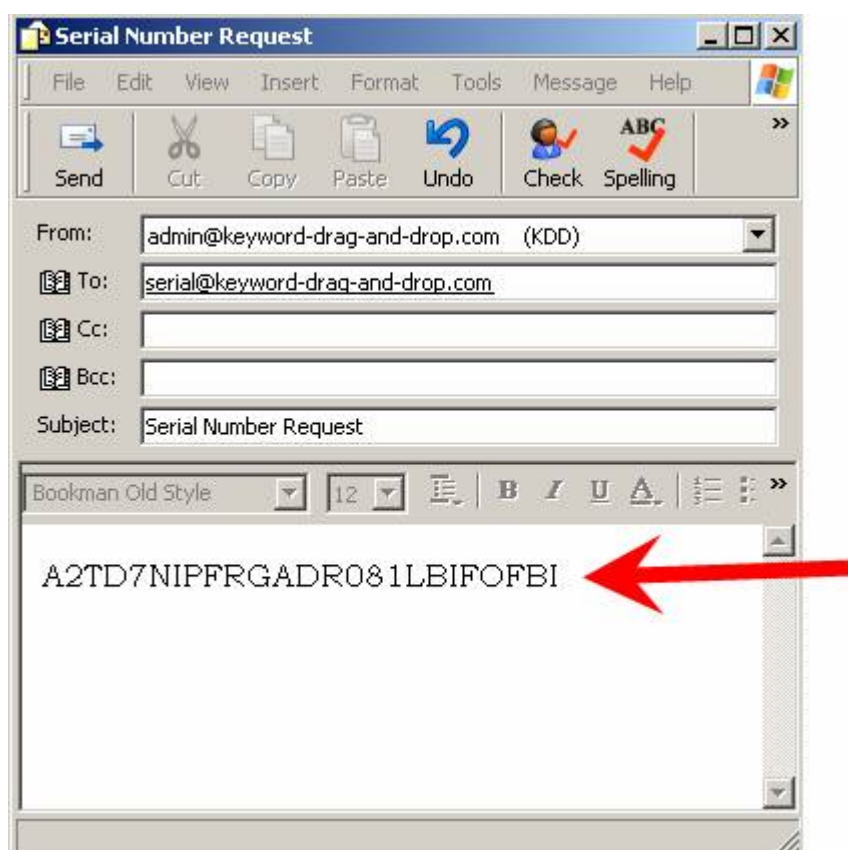 Serial Number Request
File Edit View Insert Format Tools Message Help
ABC
Send Cut Copy Paste Undo Check Spelling
From: admin@keyword-drag-and-drop.com (KDD)
To: serial@keyword-drag-and-drop.com
Cc:
Bcc:
Subject: Serial Number Request
Bookman Old Style 12 B I U A
A2TD7NIPFRGADR081LBIFOFBI